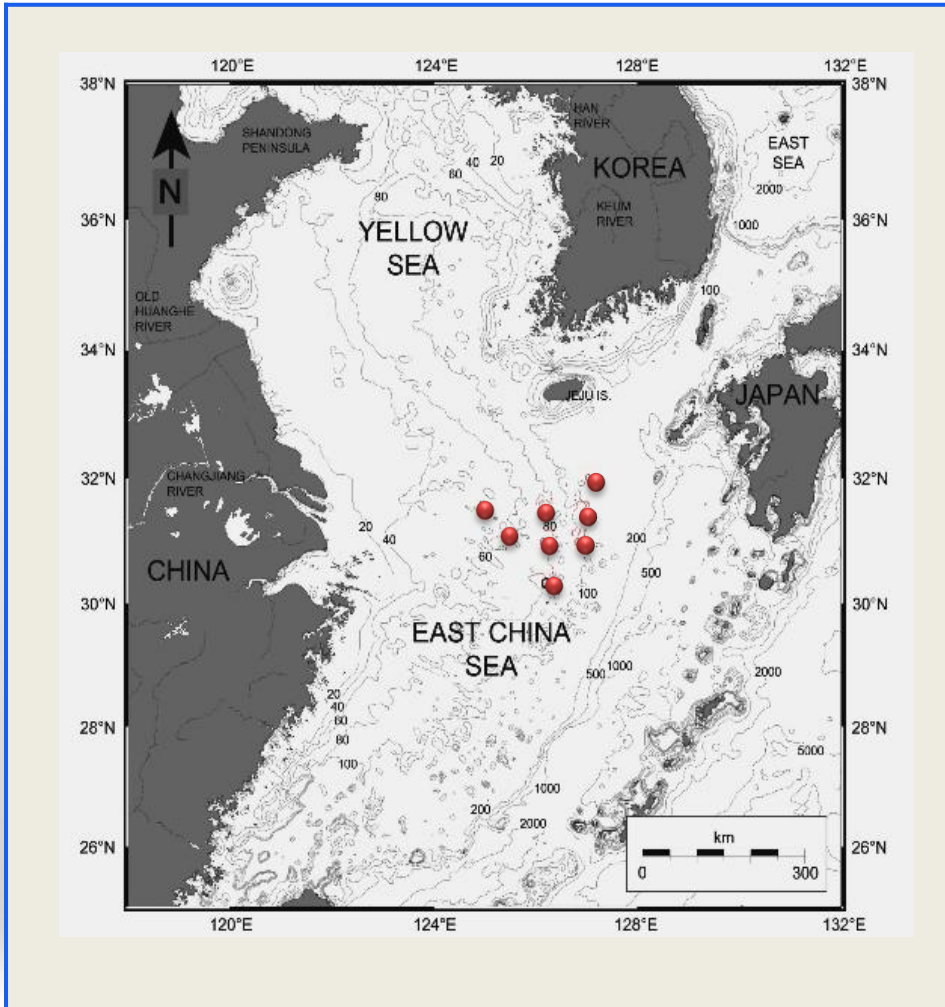 120°E
124°E
128°E
132°E
38°N
38°N
HAN
RIVER
SHANDONG
PENINSULA
20
40
60
80
EAST
SEA
KOREA
2000
N
KEUM
RIVER
1000
36°N
36°N
YELLOW
SEA
100
OLD
HUANGHE
RIVER
34°N
34°N
JEJU IS.
JAPAN
32°N
32°N
CHANGJIANG
RIVER
20
40
80
60
200
500
CHINA
100
30°N
30°N
EAST CHINA
SEA
1000
500
2000
20
40
60
80
100
28°N
28°N
5000
200
1000
2000
km
0
300
26°N
26°N
120°E
124°E
128°E
132°E